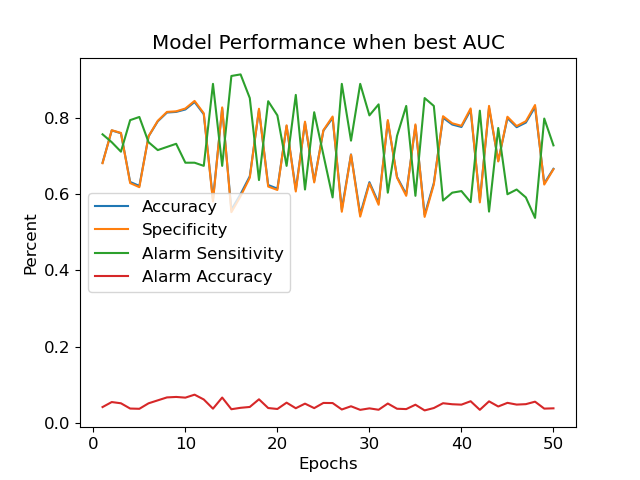 Model Performance when best AUC
Percent
0.8
0.6
0.4
0.2
0.0
Accuracy
Specificity
Alarm Sensitivity
Alarm Accuracy
0 10 20 30 40 50
Epochs